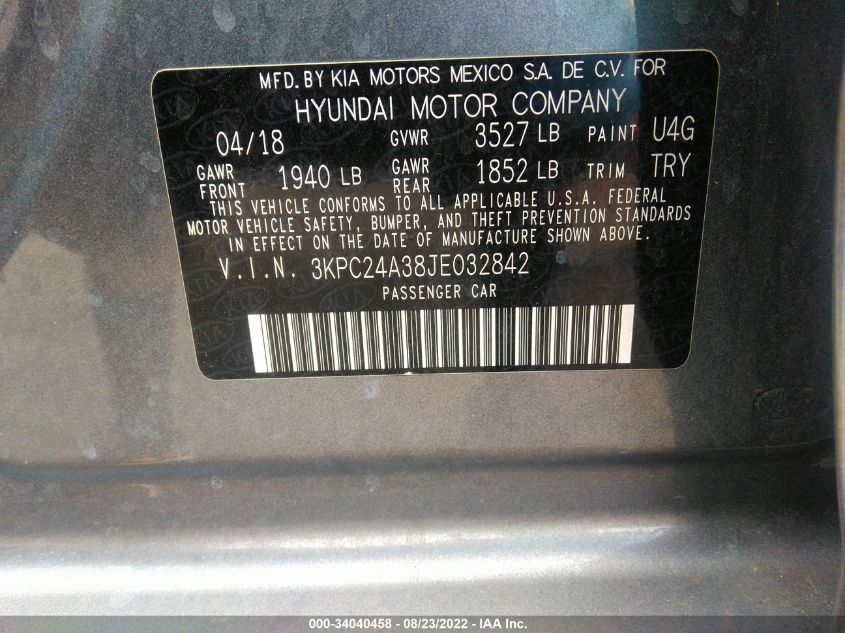 MFD. BY KIA MOTORS MEXICO S.A. DE C.V. FOR
HYUNDAI MOTOR COMPANY
04/18 GVWR 3527 LB PAINT U4G
GAWR FRONT 1940 LB GAWR REAR 1852 LB TRIM TRY
THIS VEHICLE CONFORMS TO ALL APPLICABLE U.S.A. FEDERAL
MOTOR VEHICLE SAFETY, BUMPER, AND THEFT PREVENTION STANDARDS
IN EFFECT ON THE DATE OF MANUFACTURE SHOWN ABOVE.
V.I.N. 3KPC24A38JE032842
PASSENGER CAR
000-34040458 - 08/23/2022 - IAA Inc.